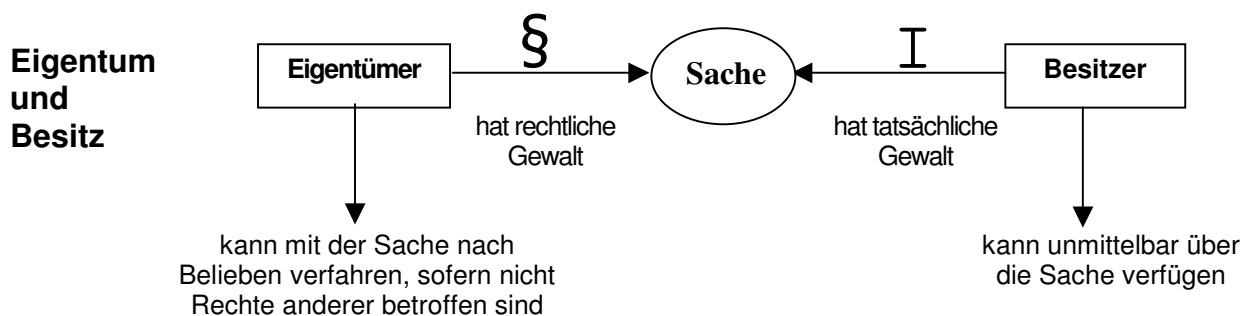 Eigentum
und
Besitz
Eigentümer
§
hat rechtliche
Gewalt
Sache
I
hat tatsächliche
Gewalt
Besitzer
kann mit der Sache nach
Belieben verfahren, sofern nicht
Rechte anderer betroffen sind
kann unmittelbar über
die Sache verfügen